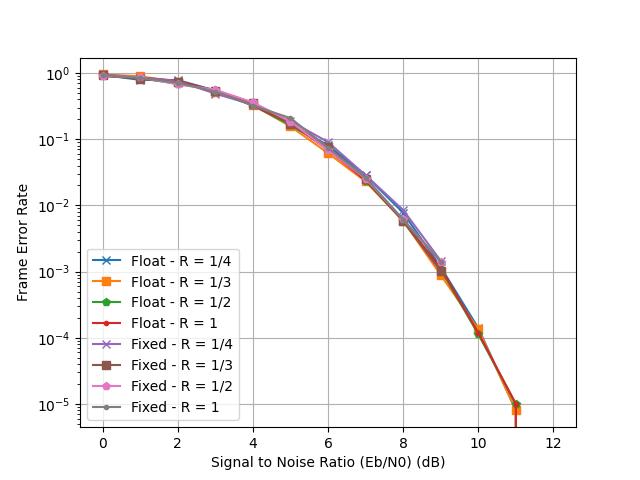 10^0
10^-1
10^-2
10^-3
10^-4
10^-5
Frame Error Rate
Float - R = 1/4
Float - R = 1/3
Float - R = 1/2
Float - R = 1
Fixed - R = 1/4
Fixed - R = 1/3
Fixed - R = 1/2
Fixed - R = 1
0 2 4 6 8 10 12
Signal to Noise Ratio (Eb/N0) (dB)